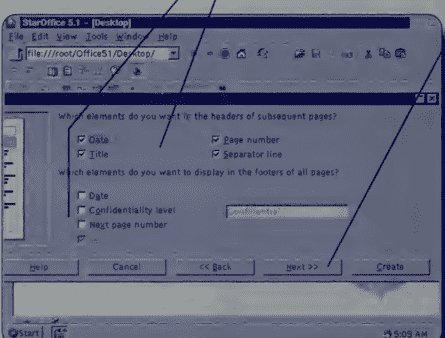 StarOffice 5.1 - [Desktop]
File Edit View Tools Window Help
file:///root/Office51/Desktop/
Which elements do you want in the headers of subsequent pages?
Date Page number
Title Separator line
Which elements do you want to display in the footers of all pages?
Date
Confidentiality level Confidential
Next page number
Help Cancel << Back Next >> Create
Start 5:05 AM